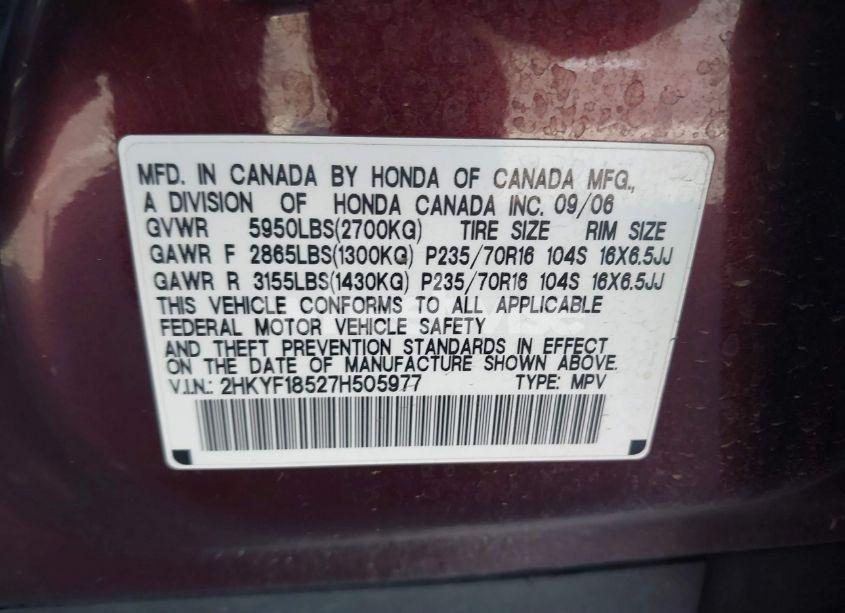 MFD. IN CANADA BY HONDA OF CANADA MFG.,
A DIVISION OF HONDA CANADA INC. 09/06
GVWR 5950LBS(2700KG) TIRE SIZE RIM SIZE
GAWR F 2865LBS(1300KG) P235/70R16 104S 16X6.5JJ
GAWR R 3155LBS(1430KG) P235/70R16 104S 16X6.5JJ
THIS VEHICLE CONFORMS TO ALL APPLICABLE
FEDERAL MOTOR VEHICLE SAFETY
AND THEFT PREVENTION STANDARDS IN EFFECT
ON THE DATE OF MANUFACTURE SHOWN ABOVE.
V.I.N.: 2HKYF18527H505977 TYPE: MPV